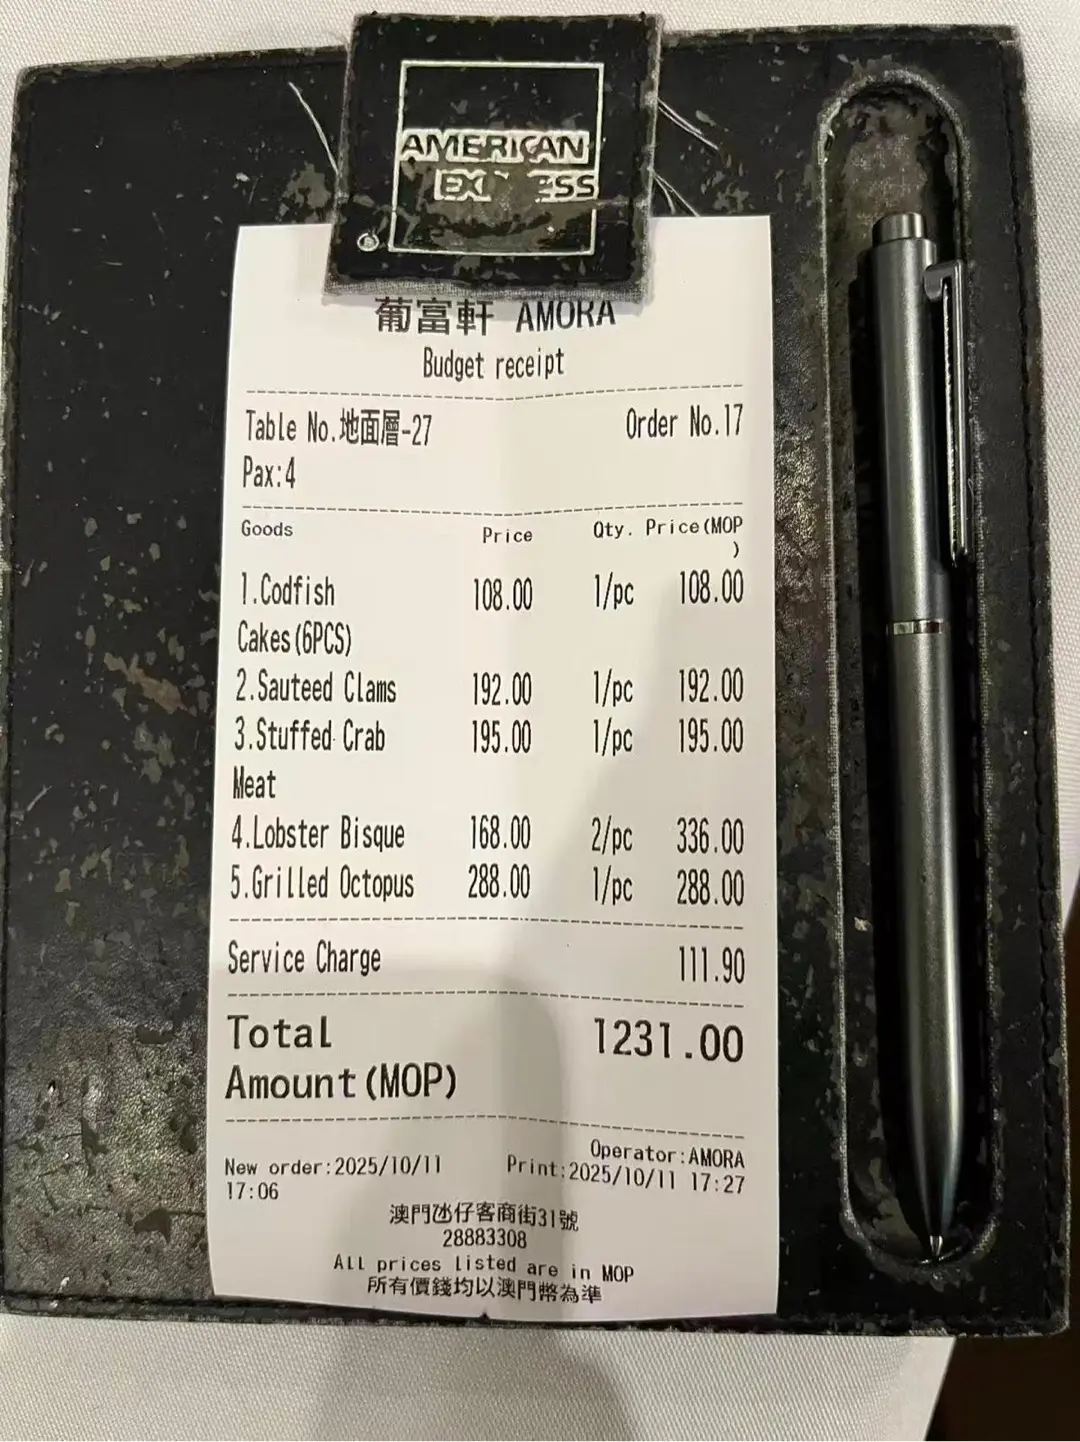 AMERICAN
EX ESS
葡富軒 AMORA
Budget receipt
Table No.地面層-27 Order No.17
Pax:4
Goods Price Qty. Price(MOP
)
1.Codfish 108.00 1/pc 108.00
Cakes(6PCS)
2.Sauteed Clams 192.00 1/pc 192.00
3.Stuffed Crab 195.00 1/pc 195.00
Meat
4.Lobster Bisque 168.00 2/pc 336.00
5.Grilled Octopus 288.00 1/pc 288.00
Service Charge 111.90
Total 1231.00
Amount(MOP)
Operator:AMORA
New order:2025/10/11 Print:2025/10/11 17:27
17:06
澳門氹仔客商街31號
28883308
All prices listed are in MOP
所有價錢均以澳門幣為準